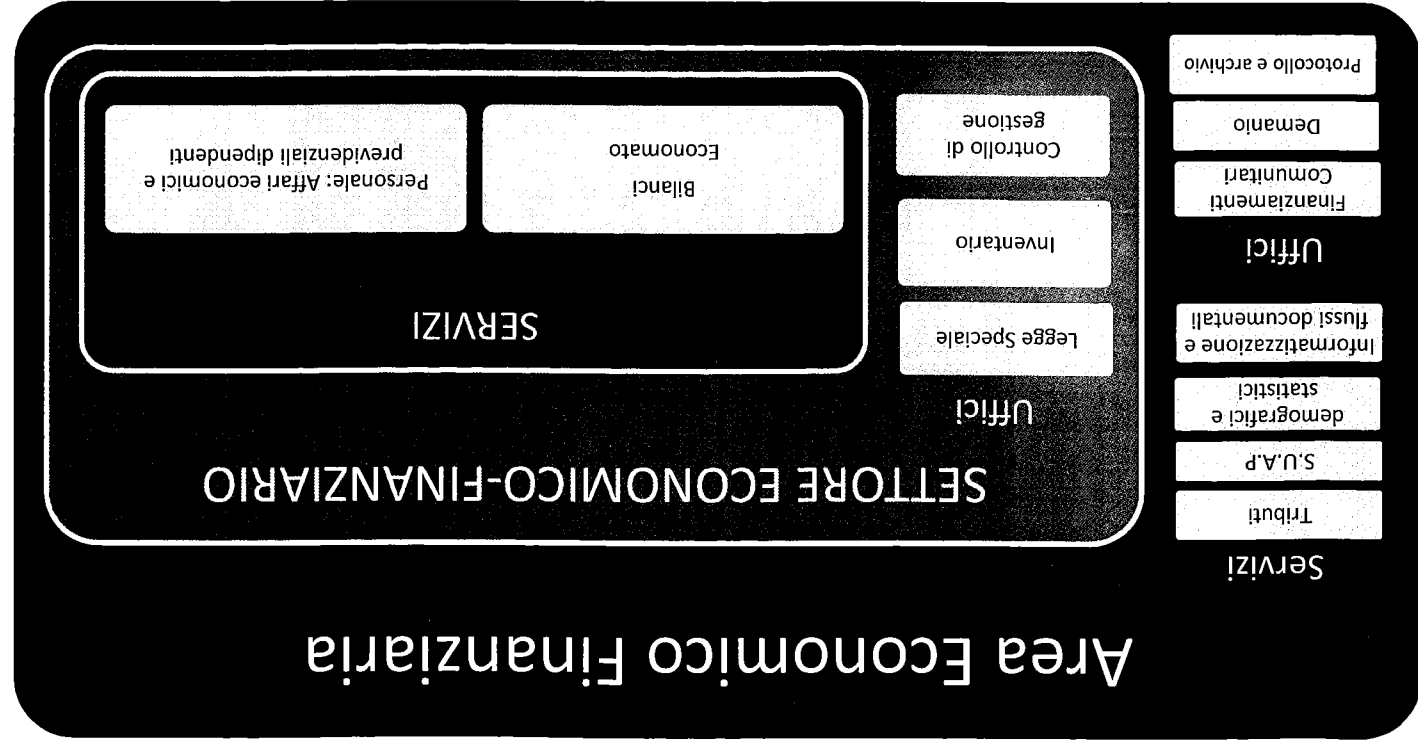 Area Economico Finanziaria
Servizi
Tributi
S.U.A.P
demografici e
statistici
Informatizzazione e
flussi documentali
Uffici
Finanziamenti
Comunitari
Demanio
Protocollo e archivio
SETTORE ECONOMICO-FINANZIARIO
Uffici
Legge Speciale
Inventario
Controllo di
gestione
SERVIZI
Bilanci
Economato
Personale: Affari economici e
previdenziali dipendenti